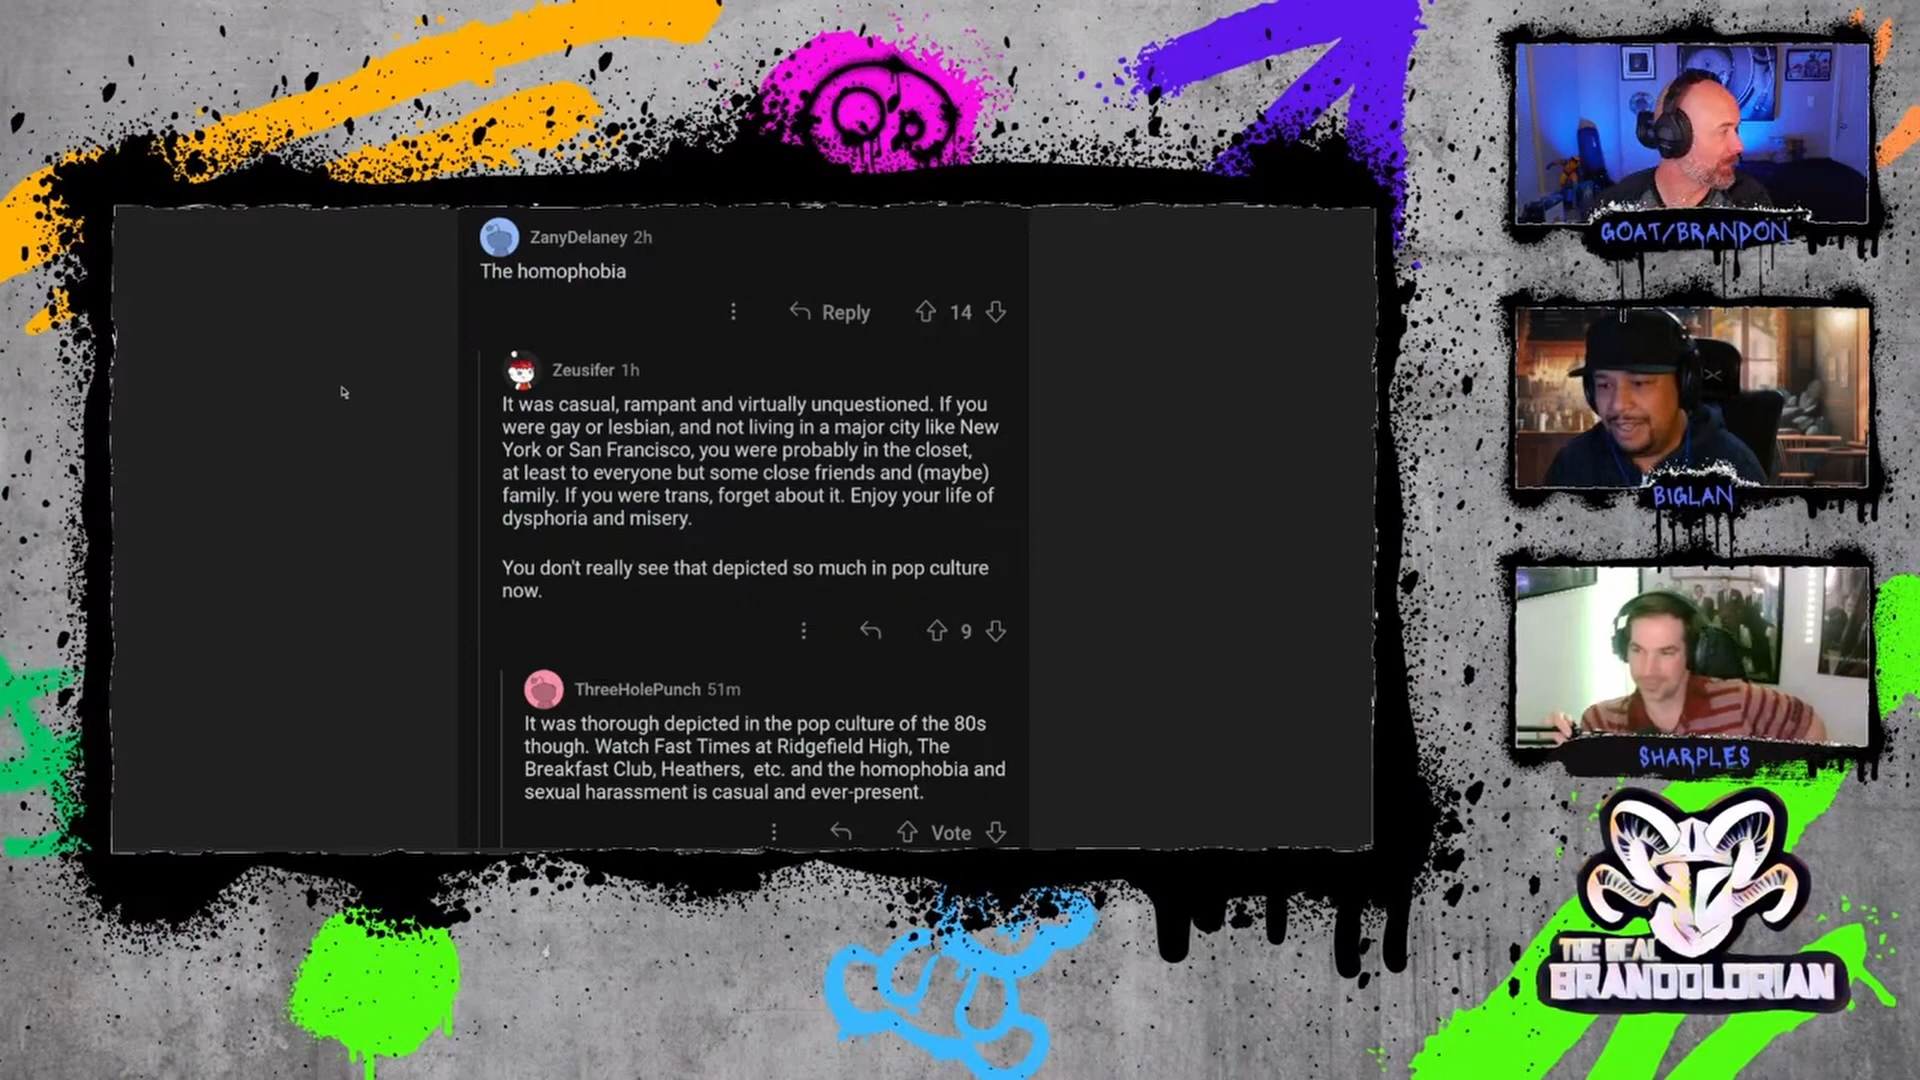 ZanyDelaney 2h
The homophobia
Reply
14
Zeusifer 1h
It was casual, rampant and virtually unquestioned. If you
were gay or lesbian, and not living in a major city like New
York or San Francisco, you were probably in the closet,
at least to everyone but some close friends and (maybe)
family. If you were trans, forget about it. Enjoy your life of
dysphoria and misery.
You don't really see that depicted so much in pop culture
now.
9
ThreeHolePunch 51m
It was thorough depicted in the pop culture of the 80s
though. Watch Fast Times at Ridgefield High, The
Breakfast Club, Heathers, etc. and the homophobia and
sexual harassment is casual and ever-present.
Vote
GOAT/BRANDON
BIGLAN
SHARPLES
THE REAL
BRANDOLORIAN